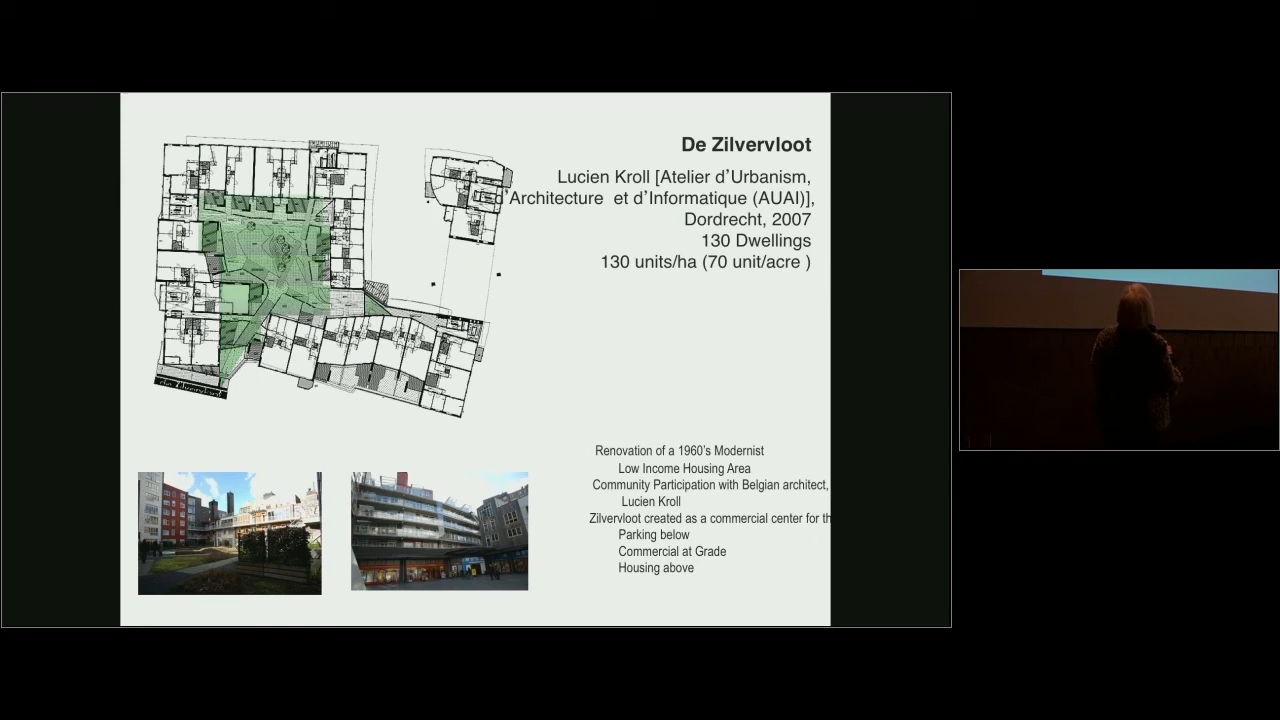 De Zilvervloot
Lucien Kroll [Atelier d’Urbanism,
d’Architecture et d’Informatique (AUAI)],
Dordrecht, 2007
130 Dwellings
130 units/ha (70 unit/acre )
de Zilvervloot
Renovation of a 1960’s Modernist
Low Income Housing Area
Community Participation with Belgian architect,
Lucien Kroll
Zilvervloot created as a commercial center for th
Parking below
Commercial at Grade
Housing above